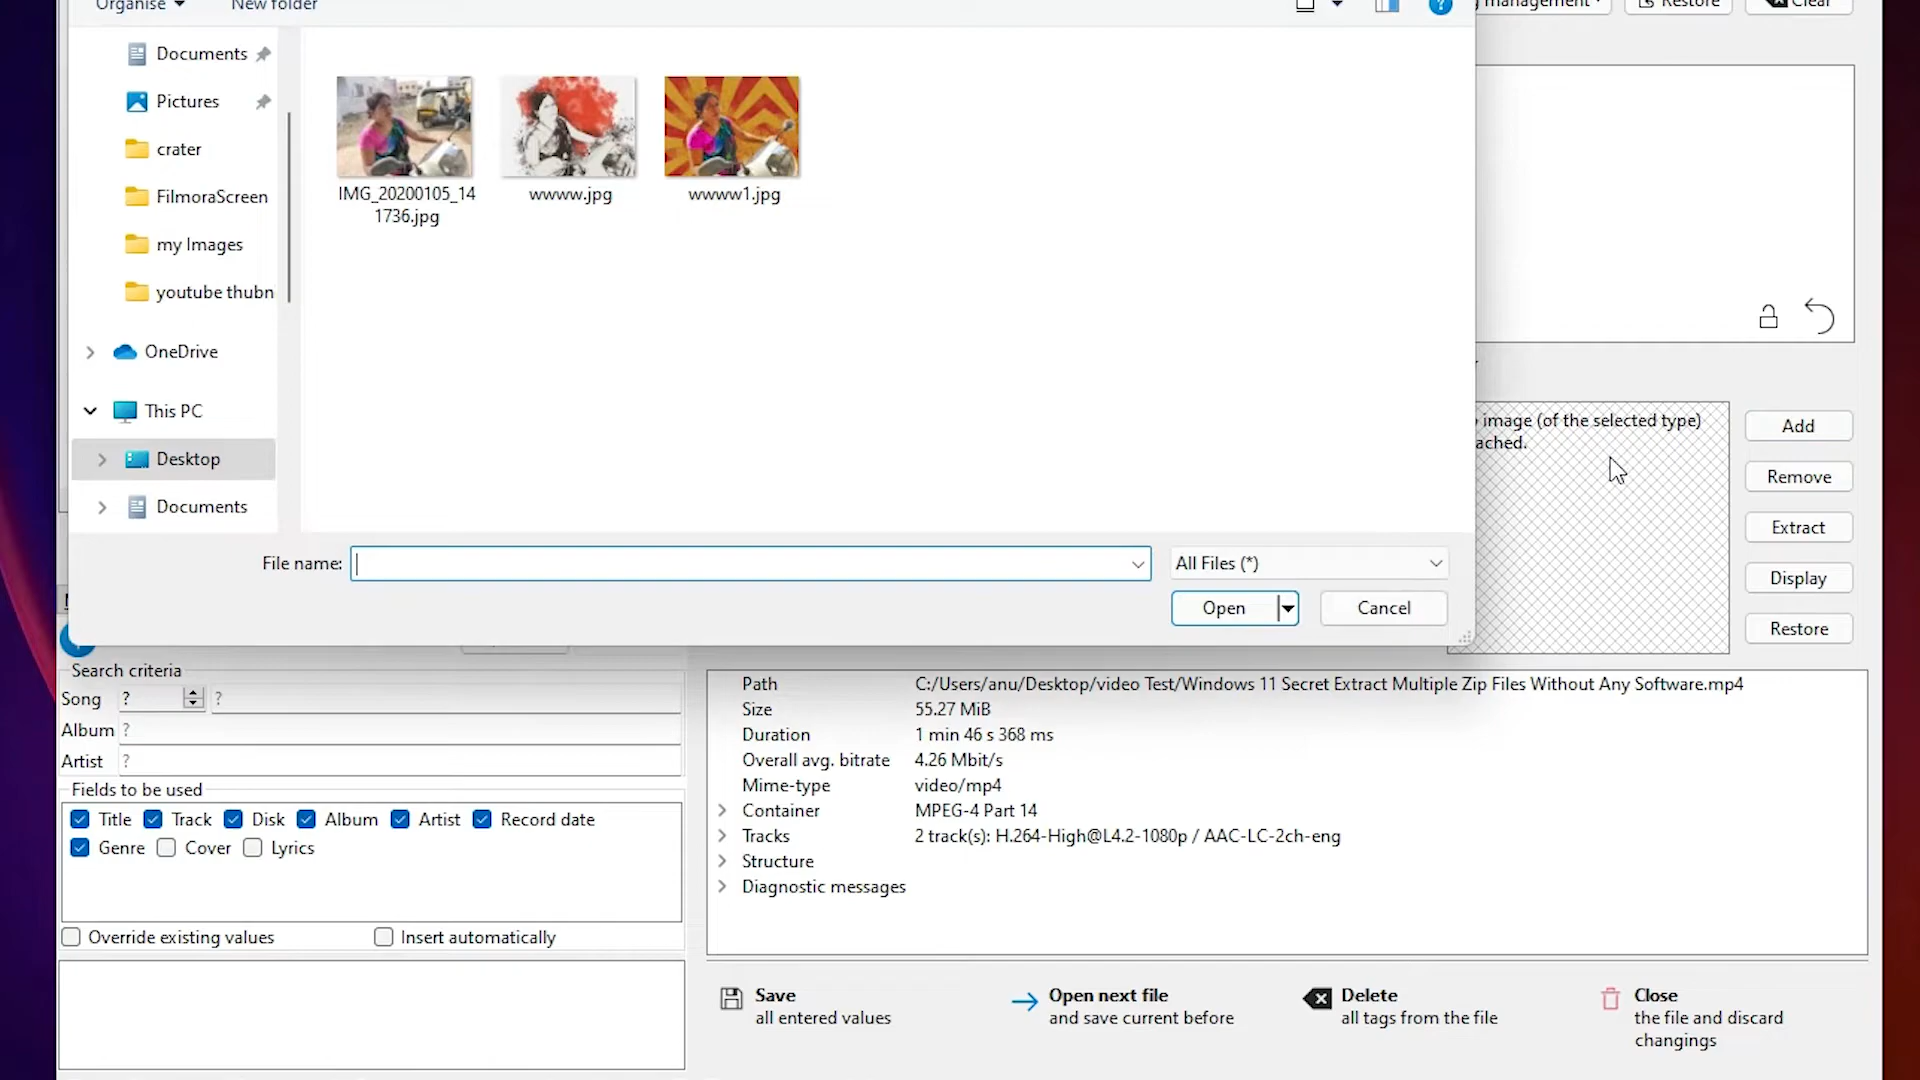 Organise
New folder
management
Restore
Clear
Documents
Pictures
crater
FilmoraScreen
my Images
youtube thubn
OneDrive
This PC
Desktop
Documents
IMG_20200105_14
1736.jpg
wwww.jpg
wwww1.jpg
File name:
All Files (*)
Open
Cancel
image (of the selected type)
ached.
Add
Remove
Extract
Display
Restore
Search criteria
Song ? ?
Album ?
Artist ?
Fields to be used
Title Track Disk Album Artist Record date
Genre Cover Lyrics
Override existing values Insert automatically
Path C:/Users/anu/Desktop/video Test/Windows 11 Secret Extract Multiple Zip Files Without Any Software.mp4
Size 55.27 MiB
Duration 1 min 46 s 368 ms
Overall avg. bitrate 4.26 Mbit/s
Mime-type video/mp4
Container MPEG-4 Part 14
Tracks 2 track(s): H.264-High@L4.2-1080p / AAC-LC-2ch-eng
Structure
Diagnostic messages
Save
all entered values
Open next file
and save current before
Delete
all tags from the file
Close
the file and discard
changings